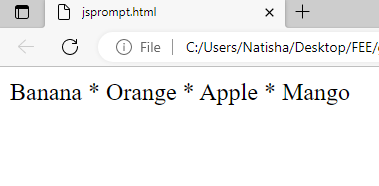 jsprompt.html
File
C:/Users/Natisha/Desktop/FEE/
Banana * Orange * Apple * Mango